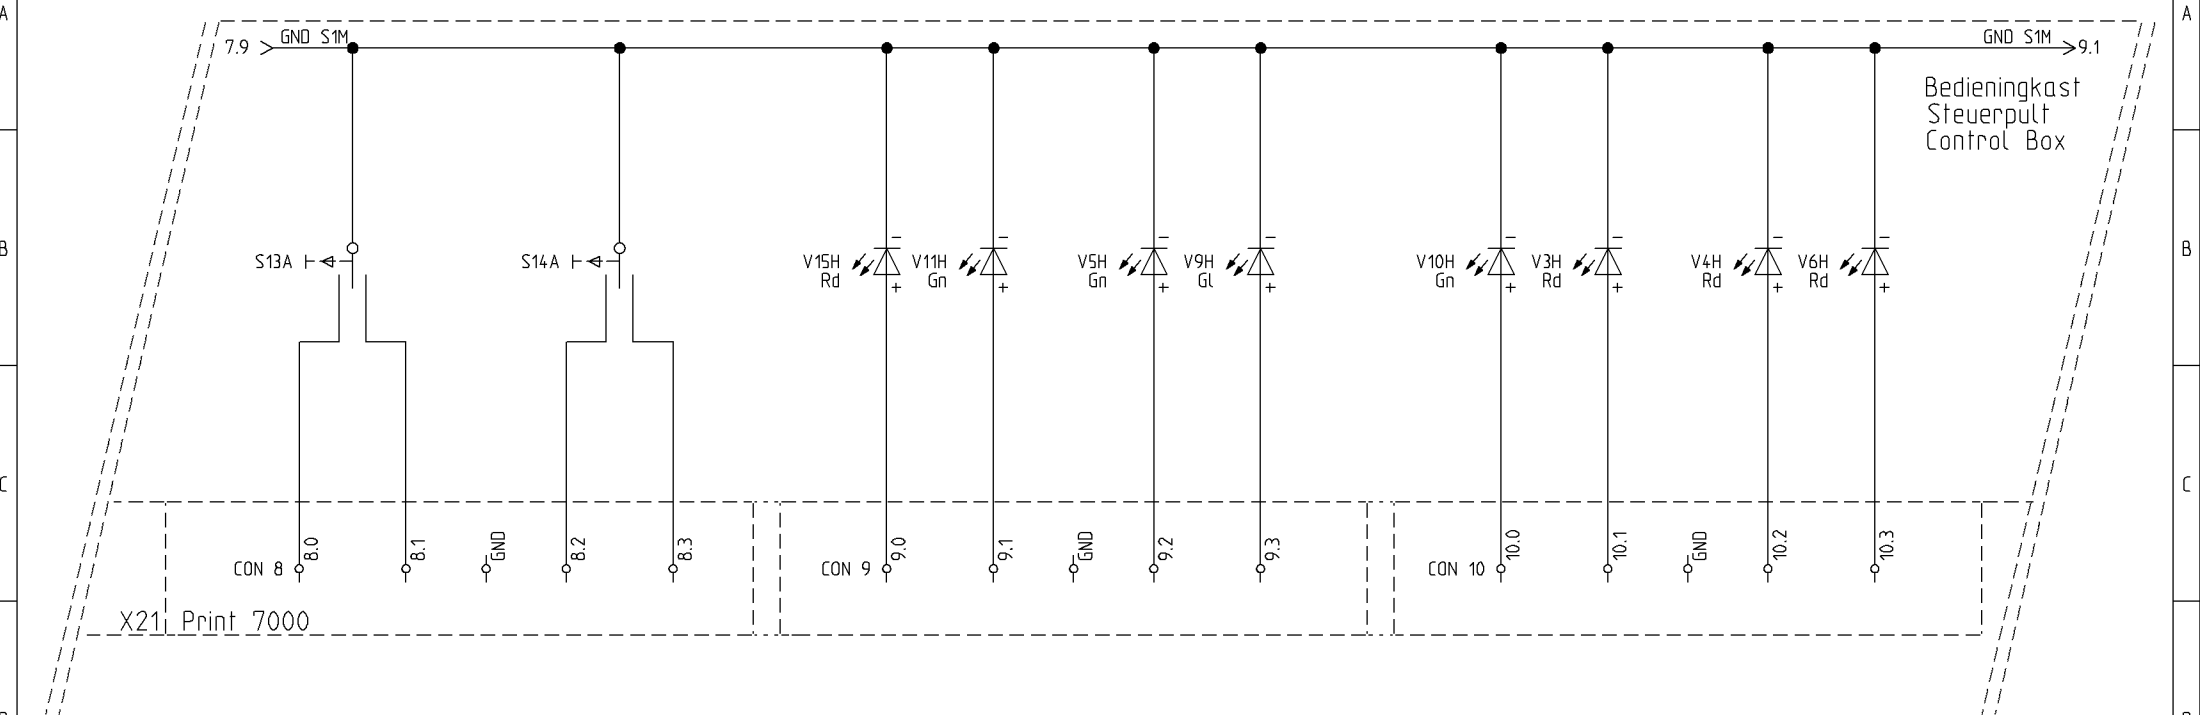 A
A
7.9
GND S1M
GND S1M
9.1
Bedieningkast
Steuerpult
Control Box
B
B
S13A
S14A
V15H
Rd
V11H
Gn
V5H
Gn
V9H
Gl
V10H
Gn
V3H
Rd
V4H
Rd
V6H
Rd
− − − − − − − −
+ + + + + + + +
C
C
CON 8
8.0
8.1
GND
8.2
8.3
CON 9
9.0
9.1
GND
9.2
9.3
CON 10
10.0
10.1
GND
10.2
10.3
X21 Print 7000